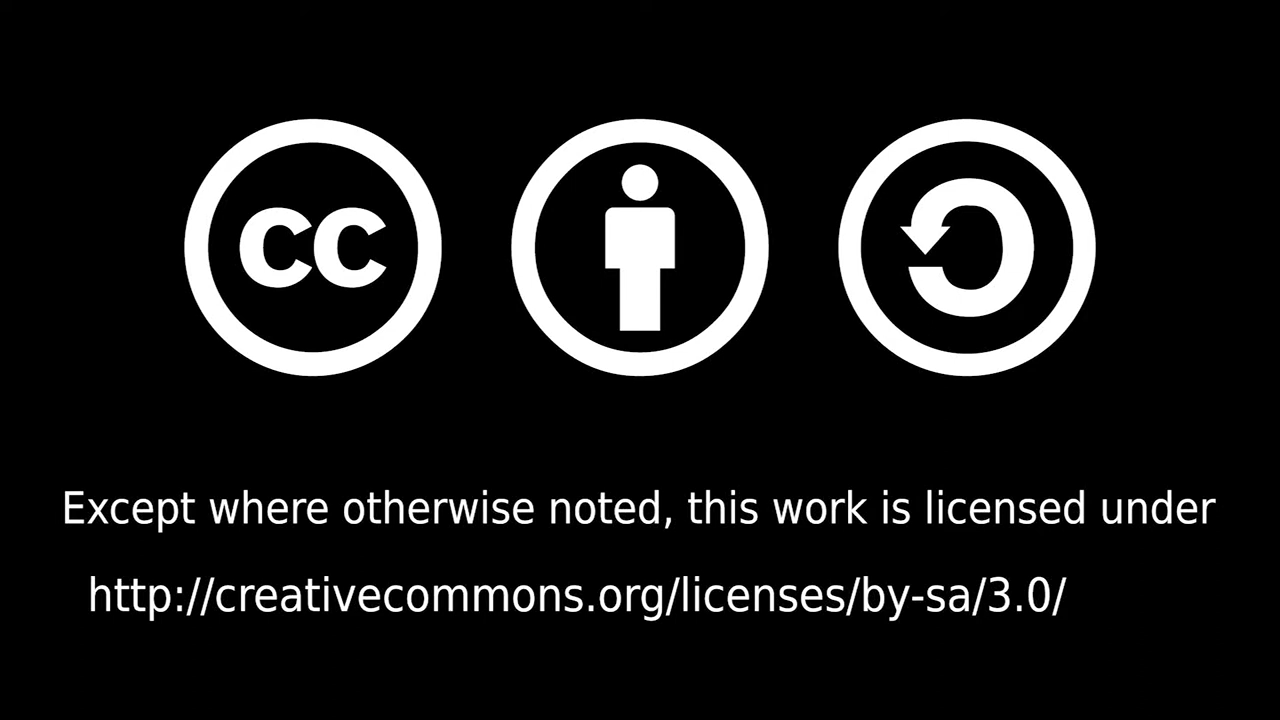 cc
Except where otherwise noted, this work is licensed under
http://creativecommons.org/licenses/by-sa/3.0/